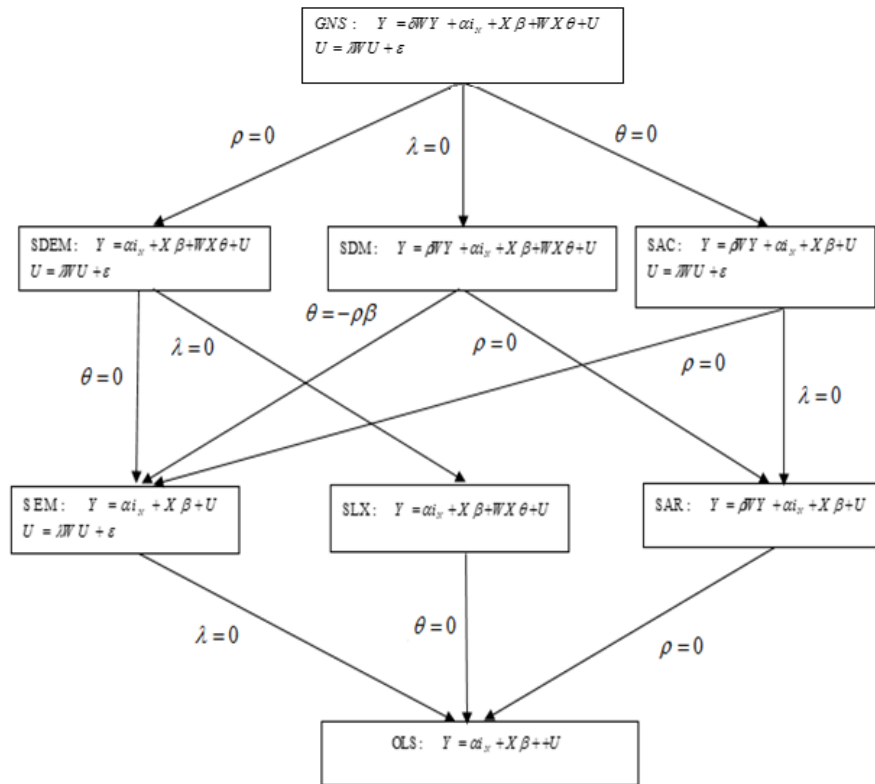 GNS: Y = δWY + αi_N + Xβ + WXθ + U
U = λWU + ε
ρ = 0
λ = 0
θ = 0
SDEM: Y = αi_N + Xβ + WXθ + U
U = λWU + ε
SDM: Y = ρWY + αi_N + Xβ + WXθ + U
SAC: Y = ρWY + αi_N + Xβ + U
U = λWU + ε
θ = 0
λ = 0
θ = −ρβ
ρ = 0
ρ = 0
λ = 0
SEM: Y = αi_N + Xβ + U
U = λWU + ε
SLX: Y = αi_N + Xβ + WXθ + U
SAR: Y = ρWY + αi_N + Xβ + U
λ = 0
θ = 0
ρ = 0
OLS: Y = αi_N + Xβ + +U